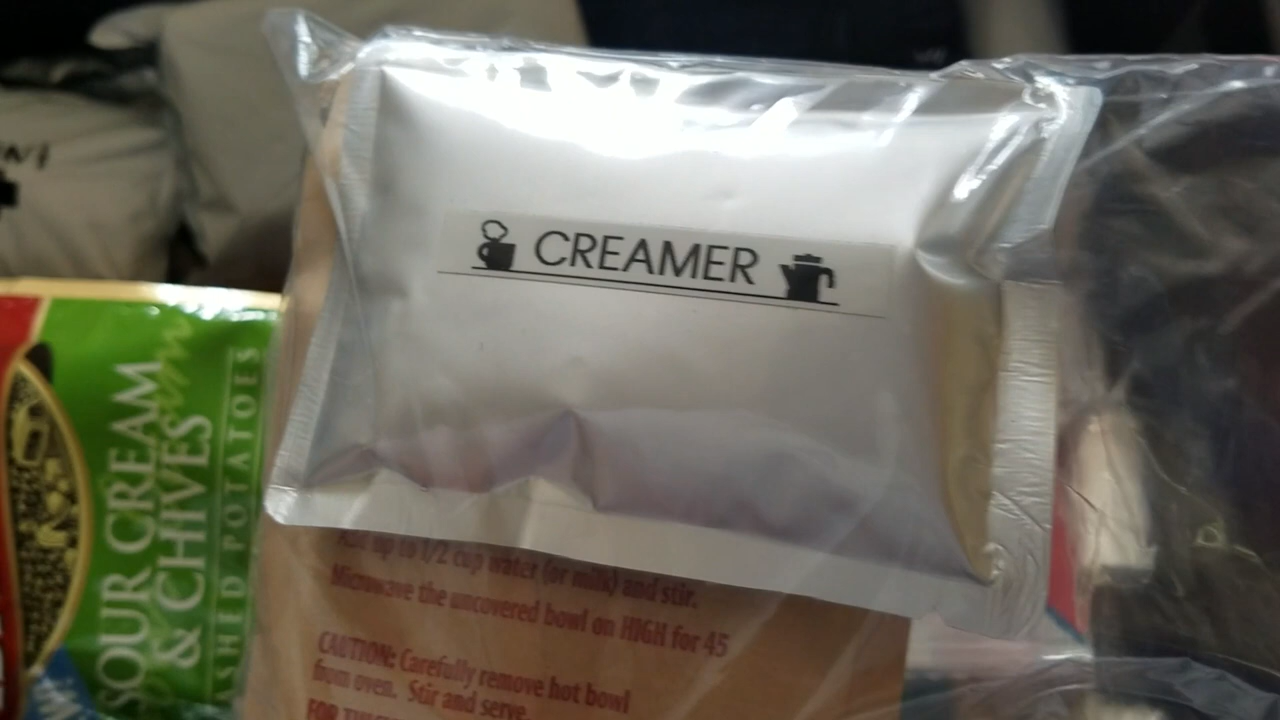 CREAMER
SOUR CREAM
& CHIVES
MASHED POTATOES
up to 1/2 cup water (or milk) and stir.
Microwave the uncovered bowl on HIGH for 45
CAUTION: Carefully remove hot bowl
from oven. Stir and serve.
FOR